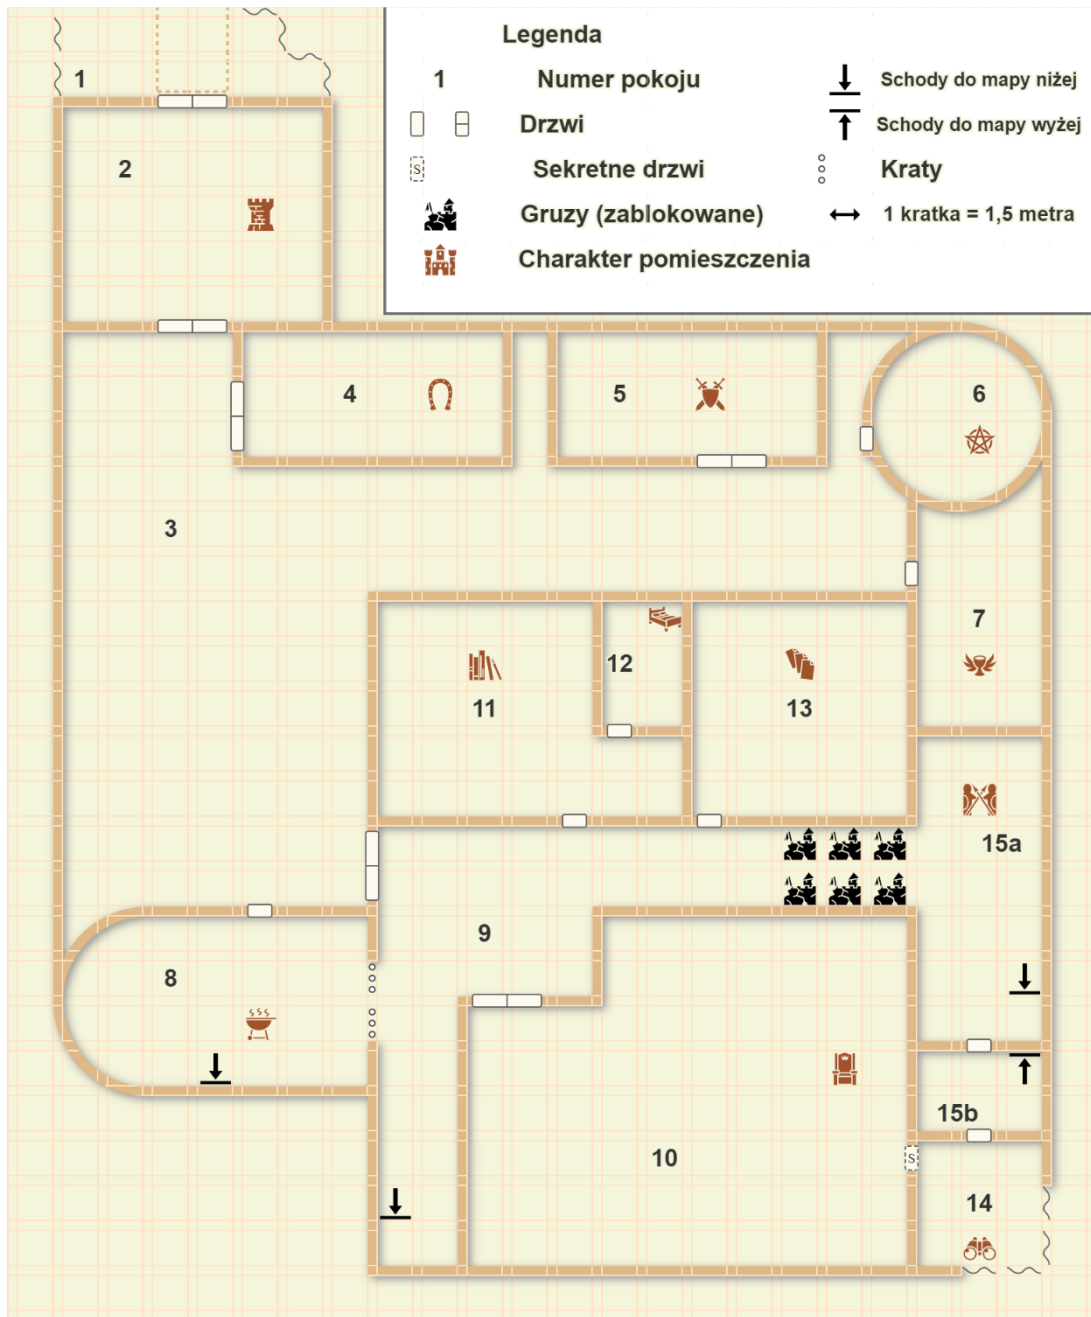 Legenda
1 Numer pokoju
Schody do mapy niżej
Drzwi
Schody do mapy wyżej
S Sekretne drzwi
Kraty
Gruzy (zablokowane)
1 kratka = 1,5 metra
Charakter pomieszczenia
1
2
4
5
6
3
7
12
11
13
15a
9
8
15b
10
S
14